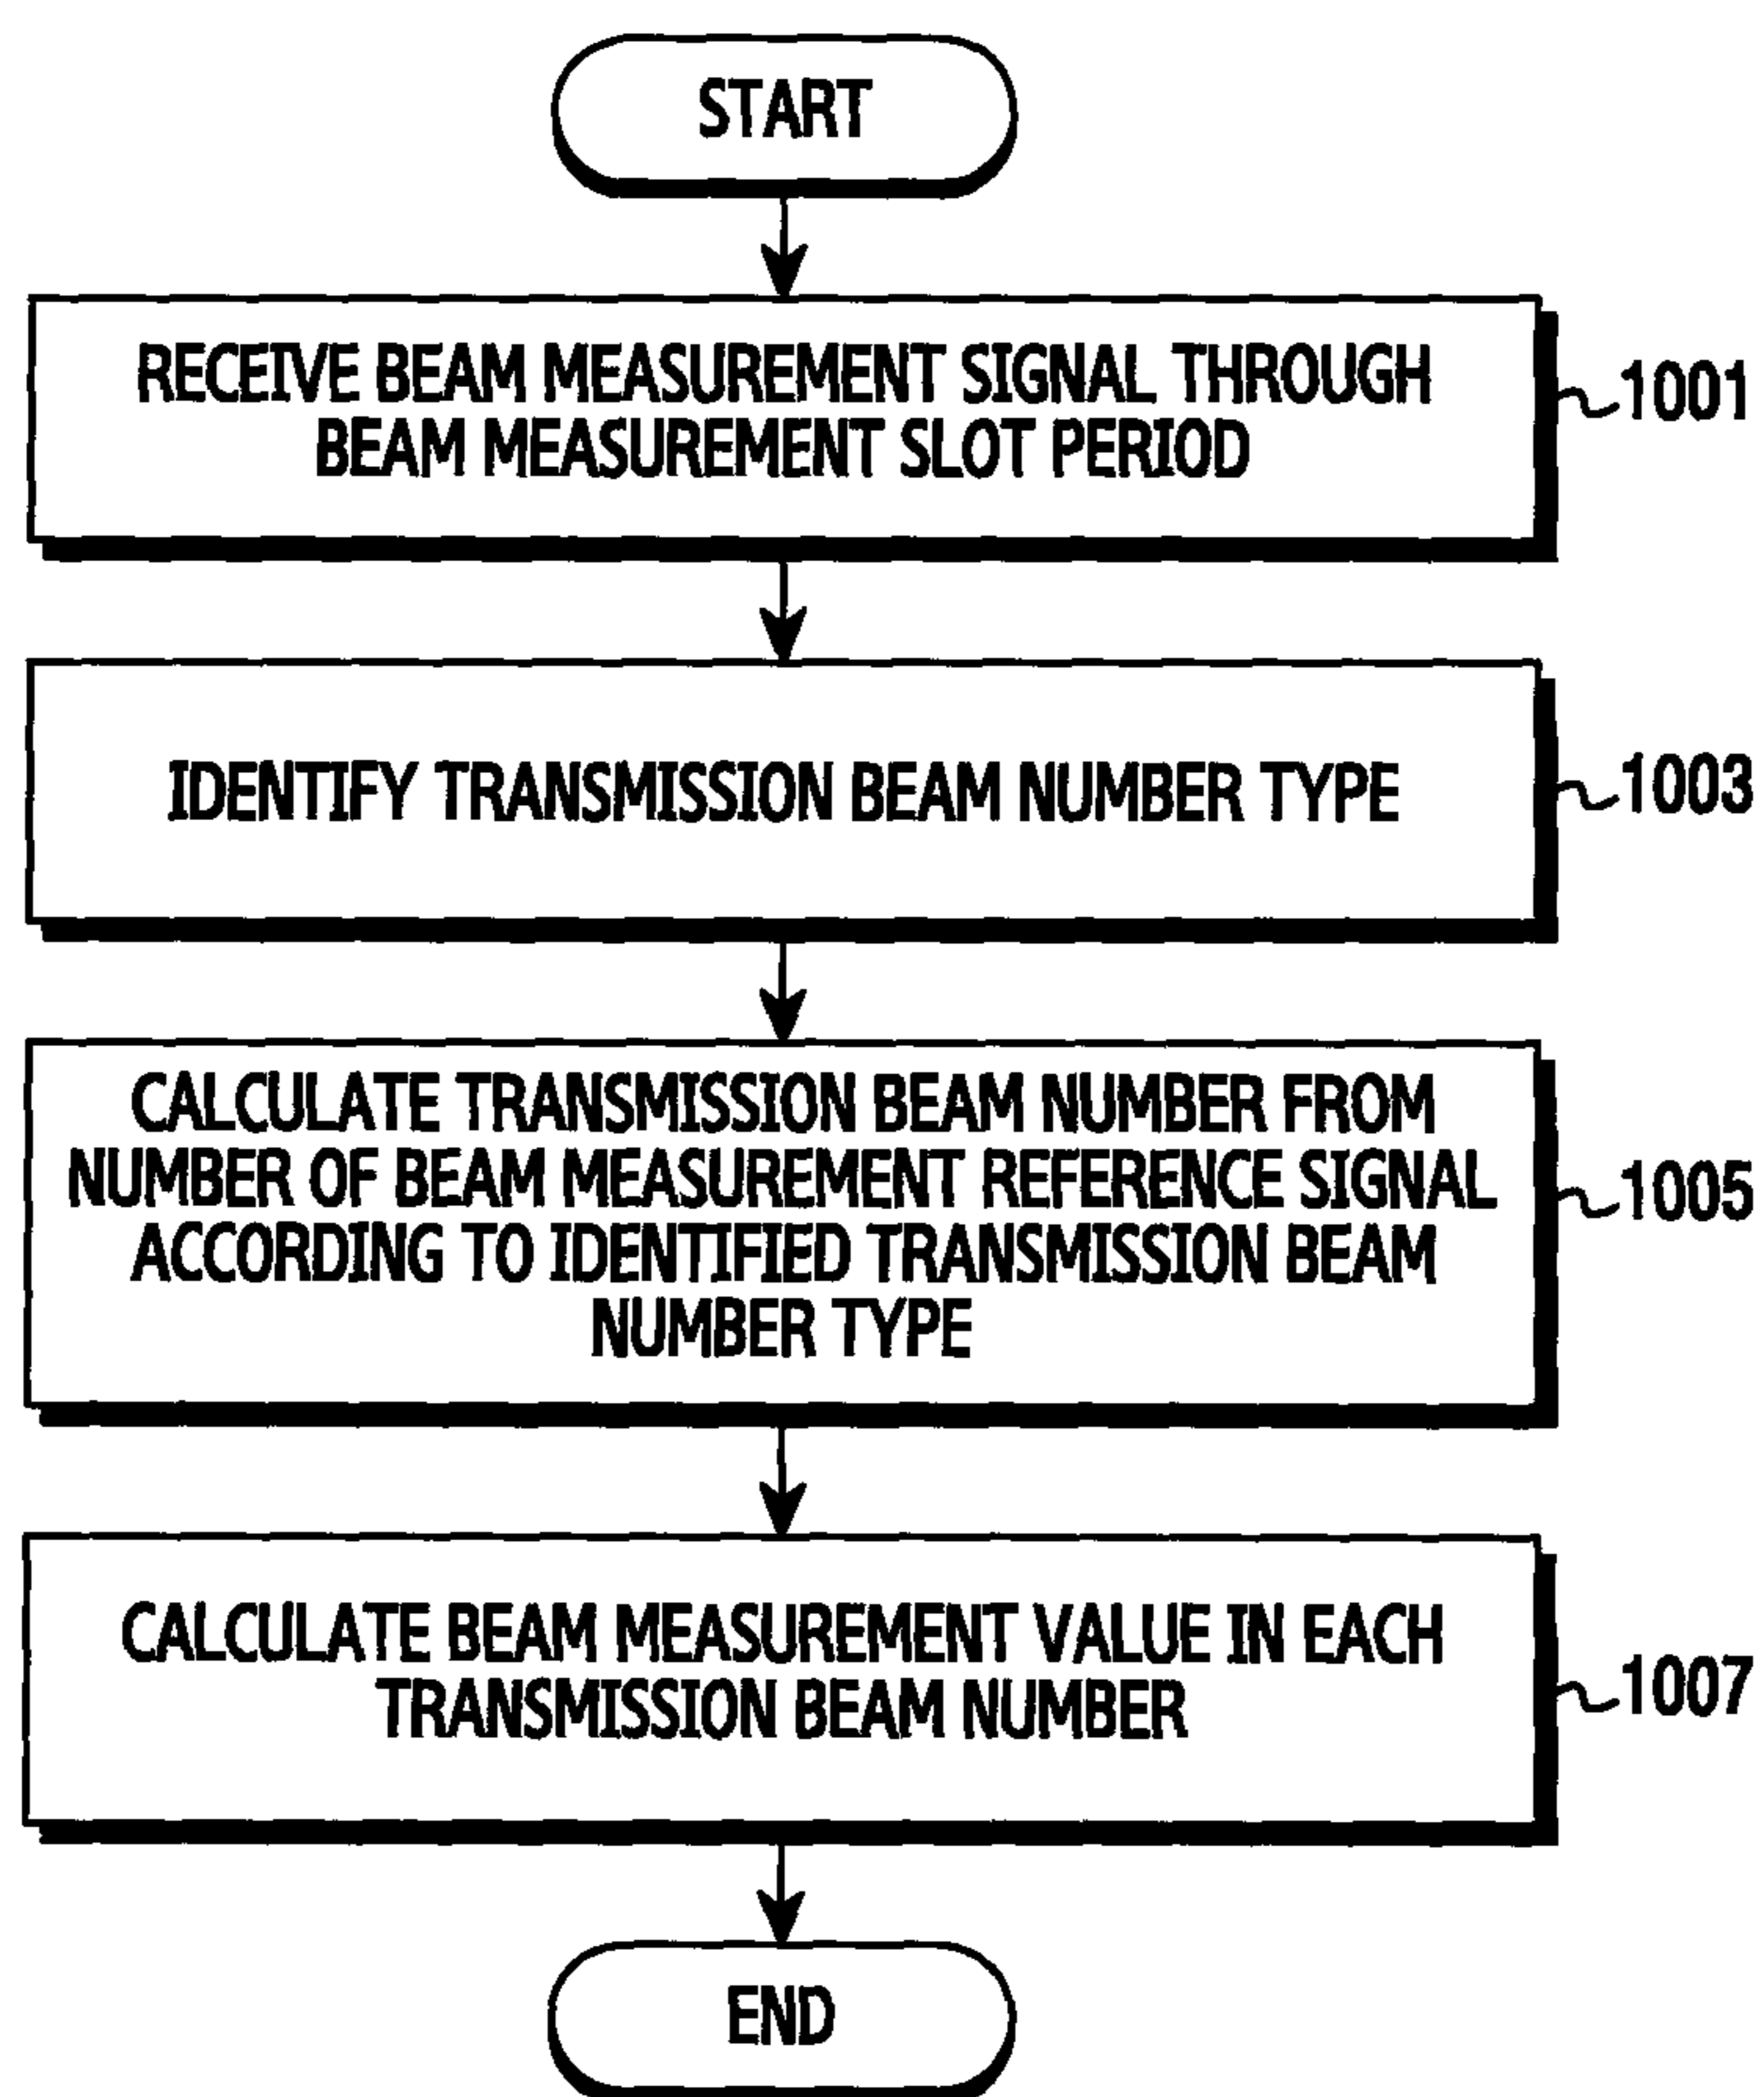 START
RECEIVE BEAM MEASUREMENT SIGNAL THROUGH
BEAM MEASUREMENT SLOT PERIOD
1001
IDENTIFY TRANSMISSION BEAM NUMBER TYPE
1003
CALCULATE TRANSMISSION BEAM NUMBER FROM
NUMBER OF BEAM MEASUREMENT REFERENCE SIGNAL
ACCORDING TO IDENTIFIED TRANSMISSION BEAM
NUMBER TYPE
1005
CALCULATE BEAM MEASUREMENT VALUE IN EACH
TRANSMISSION BEAM NUMBER
1007
END